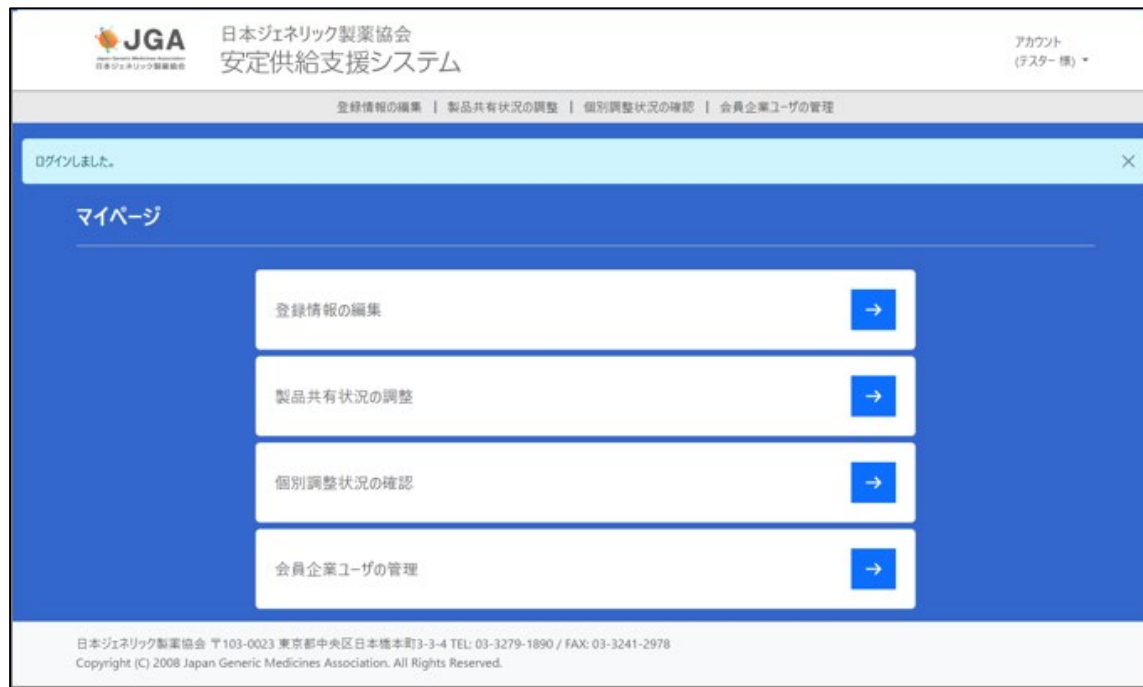 JGA
Japan Generic Medicines Association
日本ジェネリック製薬協会
日本ジェネリック製薬協会
安定供給支援システム
アカウント
(テスター 様)
登録情報の編集 | 製品共有状況の調整 | 個別調整状況の確認 | 会員企業ユーザの管理
ログインしました。
マイページ
登録情報の編集
製品共有状況の調整
個別調整状況の確認
会員企業ユーザの管理
日本ジェネリック製薬協会 〒103-0023 東京都中央区日本橋本町3-3-4 TEL: 03-3279-1890 / FAX: 03-3241-2978
Copyright (C) 2008 Japan Generic Medicines Association. All Rights Reserved.